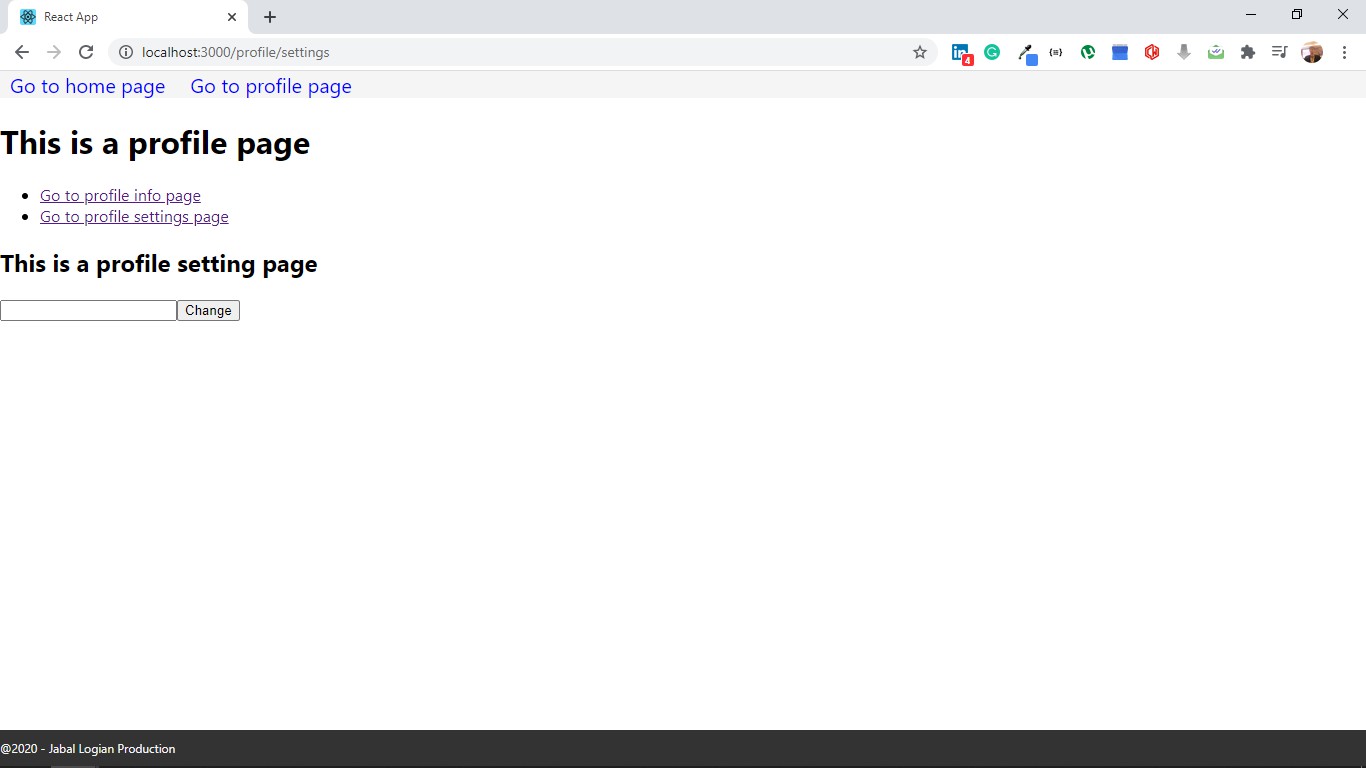 React App
localhost:3000/profile/settings
4
Go to home page Go to profile page
This is a profile page
Go to profile info page
Go to profile settings page
This is a profile setting page
Change
@2020 - Jabal Logian Production